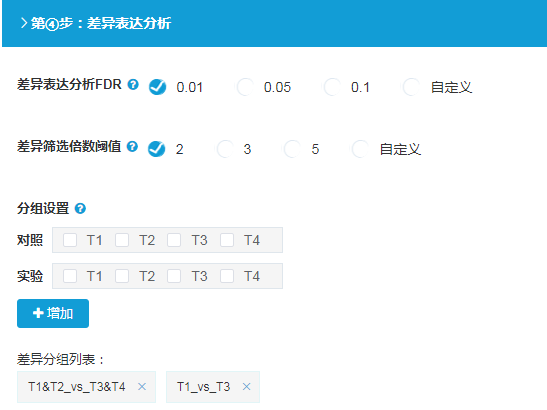 第④步：差异表达分析
差异表达分析FDR ? 0.01 0.05 0.1 自定义
差异筛选倍数阈值 ? 2 3 5 自定义
分组设置 ?
对照 T1 T2 T3 T4
实验 T1 T2 T3 T4
+ 增加
差异分组列表：
T1&T2_vs_T3&T4 × T1_vs_T3 ×